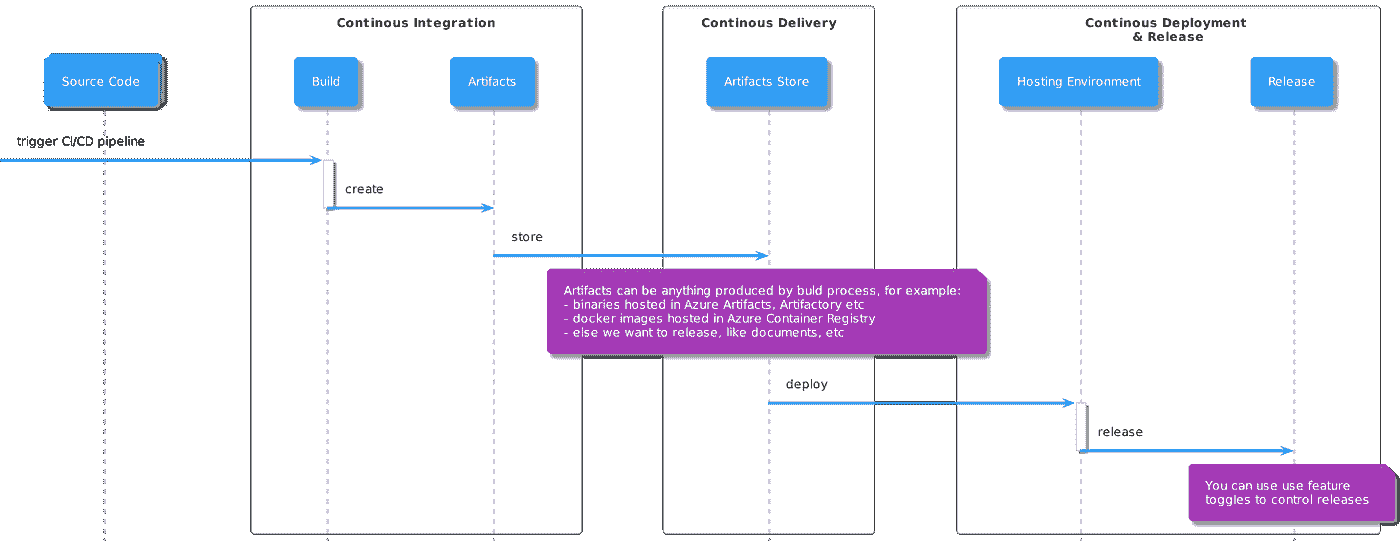 Continous Integration
Continous Delivery
Continous Deployment
& Release
Source Code
Build
Artifacts
Artifacts Store
Hosting Environment
Release
trigger CI/CD pipeline
create
store
Artifacts can be anything produced by buld process, for example:
- binaries hosted in Azure Artifacts, Artifactory etc
- docker images hosted in Azure Container Registry
- else we want to release, like documents, etc
deploy
release
You can use use feature
toggles to control releases